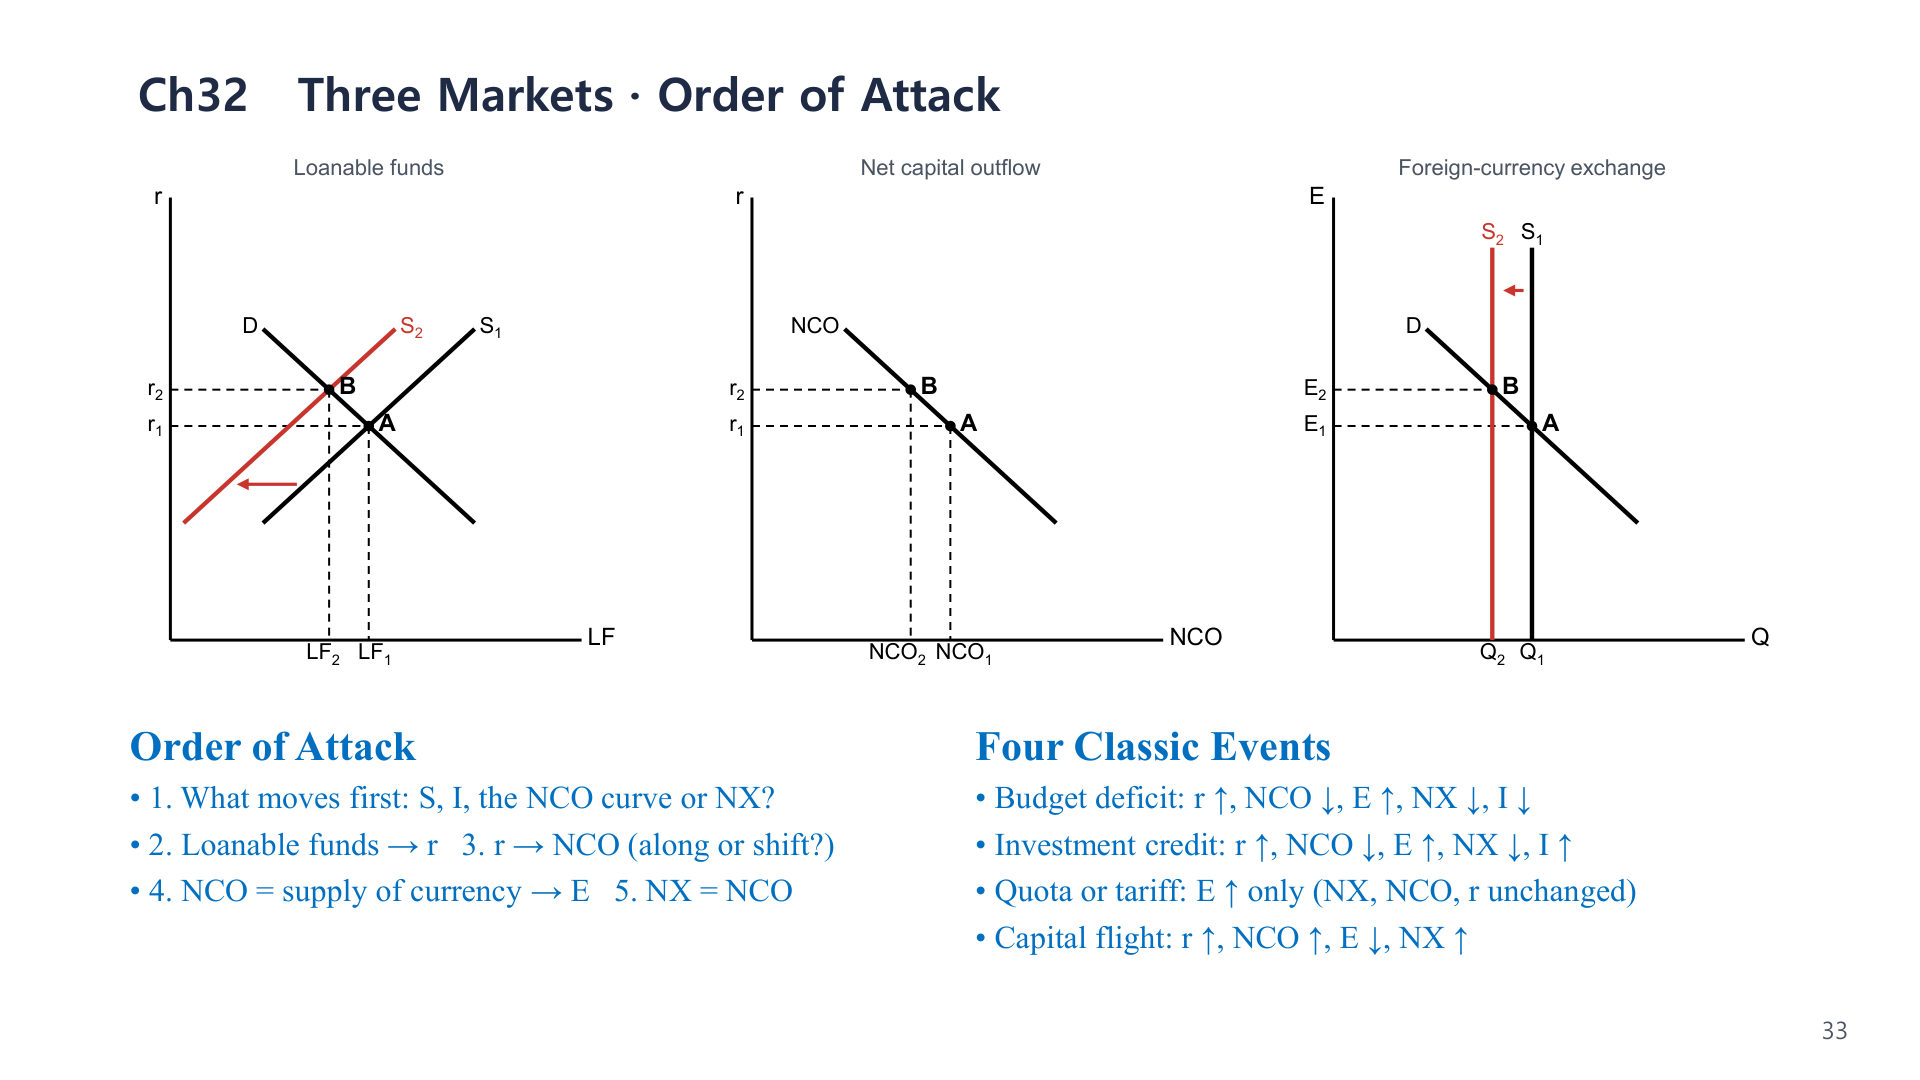 Ch32 Three Markets · Order of Attack
Loanable funds
r
D
S2
S1
r2
B
r1
A
LF
LF2 LF1
Net capital outflow
r
NCO
r2
B
r1
A
NCO
NCO2 NCO1
Foreign-currency exchange
E
S2 S1
D
E2
B
E1
A
Q
Q2 Q1
Order of Attack
• 1. What moves first: S, I, the NCO curve or NX?
• 2. Loanable funds → r 3. r → NCO (along or shift?)
• 4. NCO = supply of currency → E 5. NX = NCO
Four Classic Events
• Budget deficit: r ↑, NCO ↓, E ↑, NX ↓, I ↓
• Investment credit: r ↑, NCO ↓, E ↑, NX ↓, I ↑
• Quota or tariff: E ↑ only (NX, NCO, r unchanged)
• Capital flight: r ↑, NCO ↑, E ↓, NX ↑
33